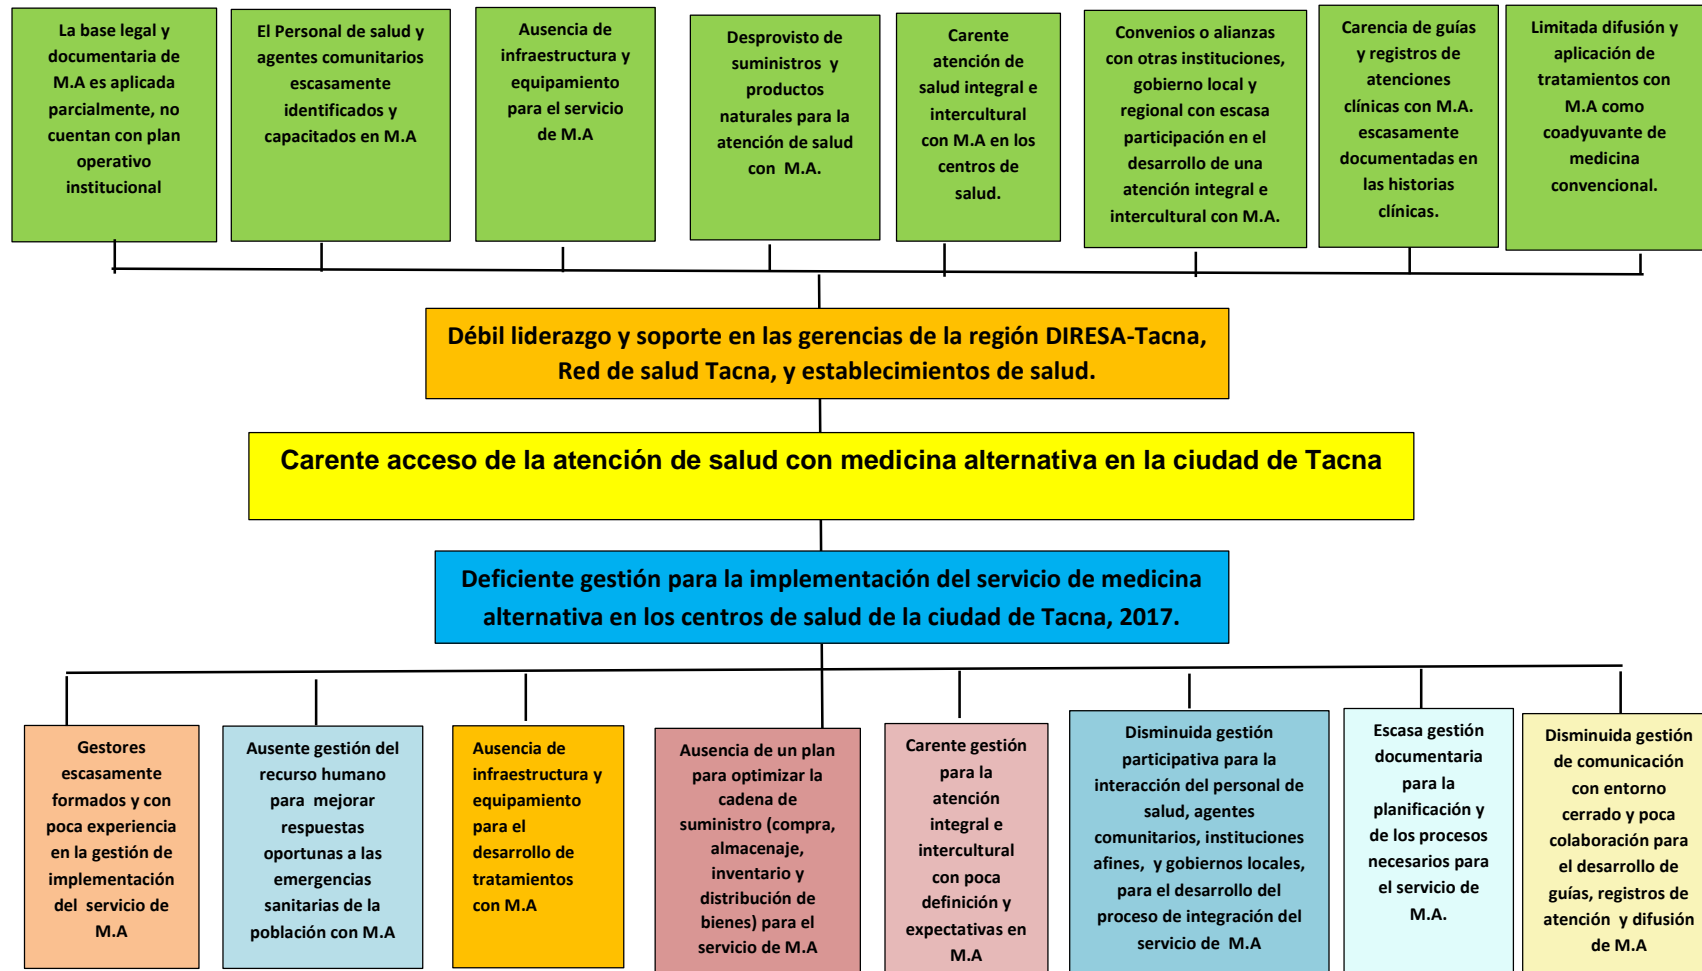 La base legal y
documentaria de
M.A es aplicada
parcialmente, no
cuentan con plan
operativo
institucional
El Personal de salud y
agentes comunitarios
escasamente
identificados y
capacitados en M.A
Ausencia de
infraestructura y
equipamiento
para el servicio
de M.A
Desprovisto de
suministros y
productos
naturales para la
atención de salud
con M.A.
Carente
atención de
salud integral e
intercultural
con M.A en los
centros de
salud.
Convenios o alianzas
con otras instituciones,
gobierno local y
regional con escasa
participación en el
desarrollo de una
atención integral e
intercultural con M.A.
Carencia de guías
y registros de
atenciones
clínicas con M.A.
escasamente
documentadas en
las historias
clínicas.
Limitada difusión y
aplicación de
tratamientos con
M.A como
coadyuvante de
medicina
convencional.
Débil liderazgo y soporte en las gerencias de la región DIRESA-Tacna,
Red de salud Tacna, y establecimientos de salud.
Carente acceso de la atención de salud con medicina alternativa en la ciudad de Tacna
Deficiente gestión para la implementación del servicio de medicina
alternativa en los centros de salud de la ciudad de Tacna, 2017.
Gestores
escasamente
formados y con
poca experiencia
en la gestión de
implementación
del servicio de
M.A
Ausente gestión del
recurso humano
para mejorar
respuestas
oportunas a las
emergencias
sanitarias de la
población con M.A
Ausencia de
infraestructura y
equipamiento
para el
desarrollo de
tratamientos
con M.A
Ausencia de un plan
para optimizar la
cadena de
suministro (compra,
almacenaje,
inventario y
distribución de
bienes) para el
servicio de M.A
Carente gestión
para la
atención
integral e
intercultural
con poca
definición y
expectativas en
M.A
Disminuida gestión
participativa para la
interacción del personal de
salud, agentes
comunitarios, instituciones
afines, y gobiernos locales,
para el desarrollo del
proceso de integración del
servicio de M.A
Escasa gestión
documentaria
para la
planificación y
de los procesos
necesarios para
el servicio de
M.A.
Disminuida gestión
de comunicación
con entorno
cerrado y poca
colaboración para
el desarrollo de
guías, registros de
atención y difusión
de M.A